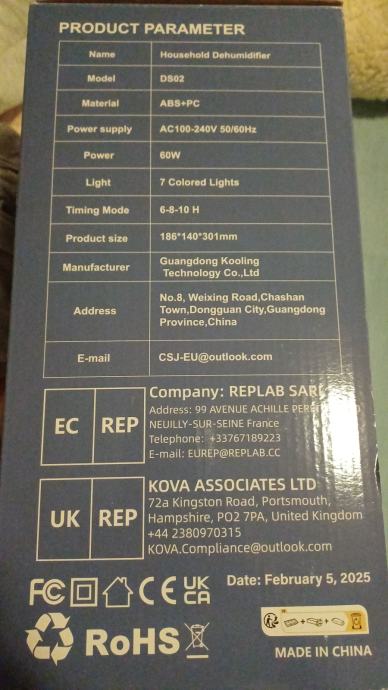 PRODUCT PARAMETER
Name Household Dehumidifier
Model DS02
Material ABS+PC
Power supply AC100-240V 50/60Hz
Power 60W
Light 7 Colored Lights
Timing Mode 6-8-10 H
Product size 186*140*301mm
Manufacturer Guangdong Kooling
Technology Co.,Ltd
Address No.8, Weixing Road,Chashan
Town,Dongguan City,Guangdong
Province,China
E-mail CSJ-EU@outlook.com
EC REP
Company: REPLAB SARL
Address: 99 AVENUE ACHILLE
NEUILLY-SUR-SEINE France
Telephone: +33767189223
E-mail: EUREP@REPLAB.CC
UK REP
KOVA ASSOCIATES LTD
72a Kingston Road, Portsmouth,
Hampshire, PO2 7PA, United Kingdom
+44 2380970315
KOVA.Compliance@outlook.com
FC CE UK CA
Date: February 5, 2025
RoHS
MADE IN CHINA